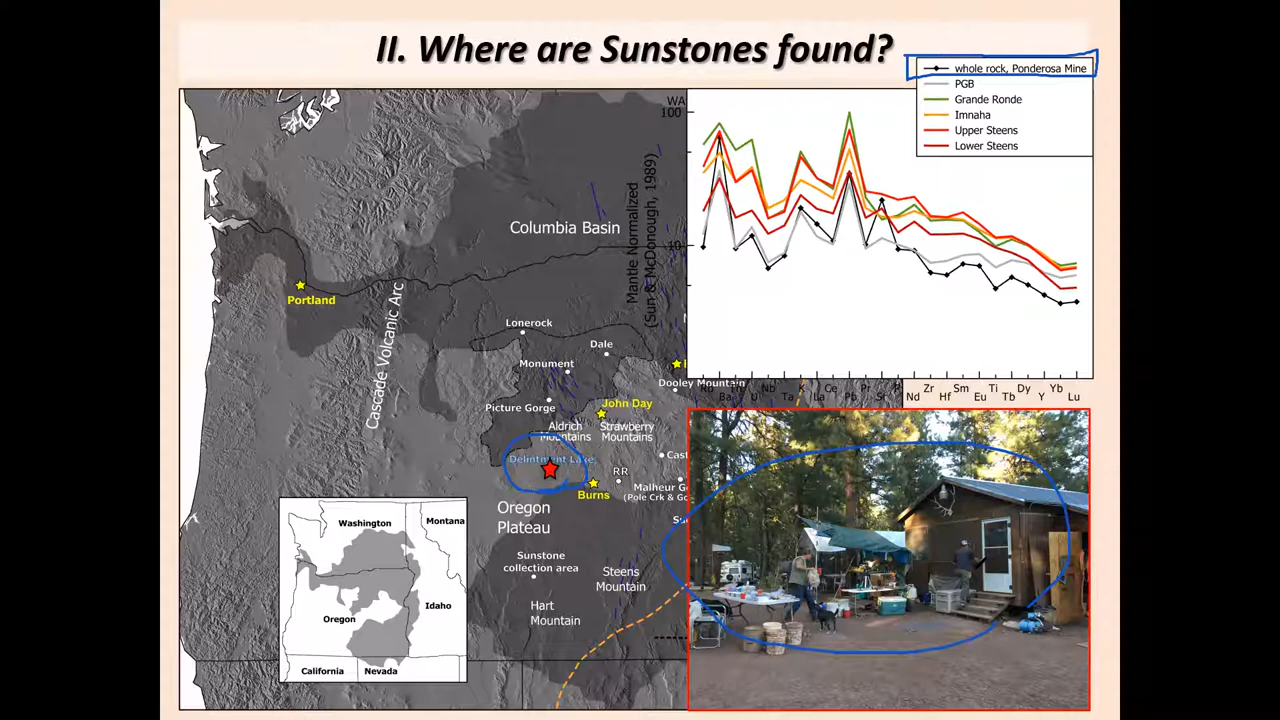 II. Where are Sunstones found?
whole rock, Ponderosa Mine
PGB
Grande Ronde
Imnaha
Upper Steens
Lower Steens
WA
100
10
Mantle Normalized
(Sun & McDonough, 1989)
Rb Th Nb K Ce Pr P Zr Sm Ti Dy Yb
Ba U Ta La Pb Sr Nd Hf Eu Tb Y Lu
Columbia Basin
Portland
Cascade Volcanic Arc
Lonerock
Dale
Monument
Dooley Mountain
Picture Gorge
John Day
Aldrich
Mountains
Strawberry
Mountains
Delintment Lake
RR
Burns
Malheur G
(Pole Crk & Go
Oregon
Plateau
Sunstone
collection area
Steens
Mountain
Hart
Mountain
Washington
Montana
Oregon
Idaho
California
Nevada